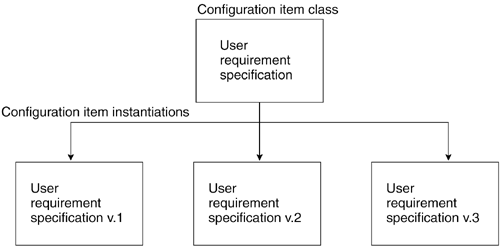 Configuration item class
User
requirement
specification
Configuration item instantiations
User
requirement
specification v.1
User
requirement
specification v.2
User
requirement
specification v.3